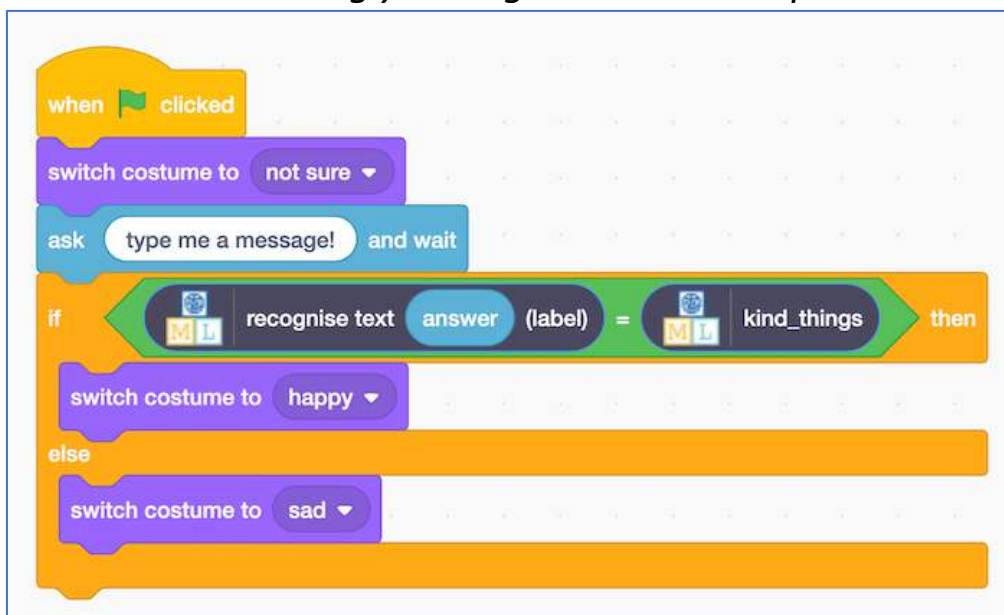 when clicked
switch costume to not sure
ask type me a message! and wait
if M L recognise text answer (label) = M L kind_things then
switch costume to happy
else
switch costume to sad